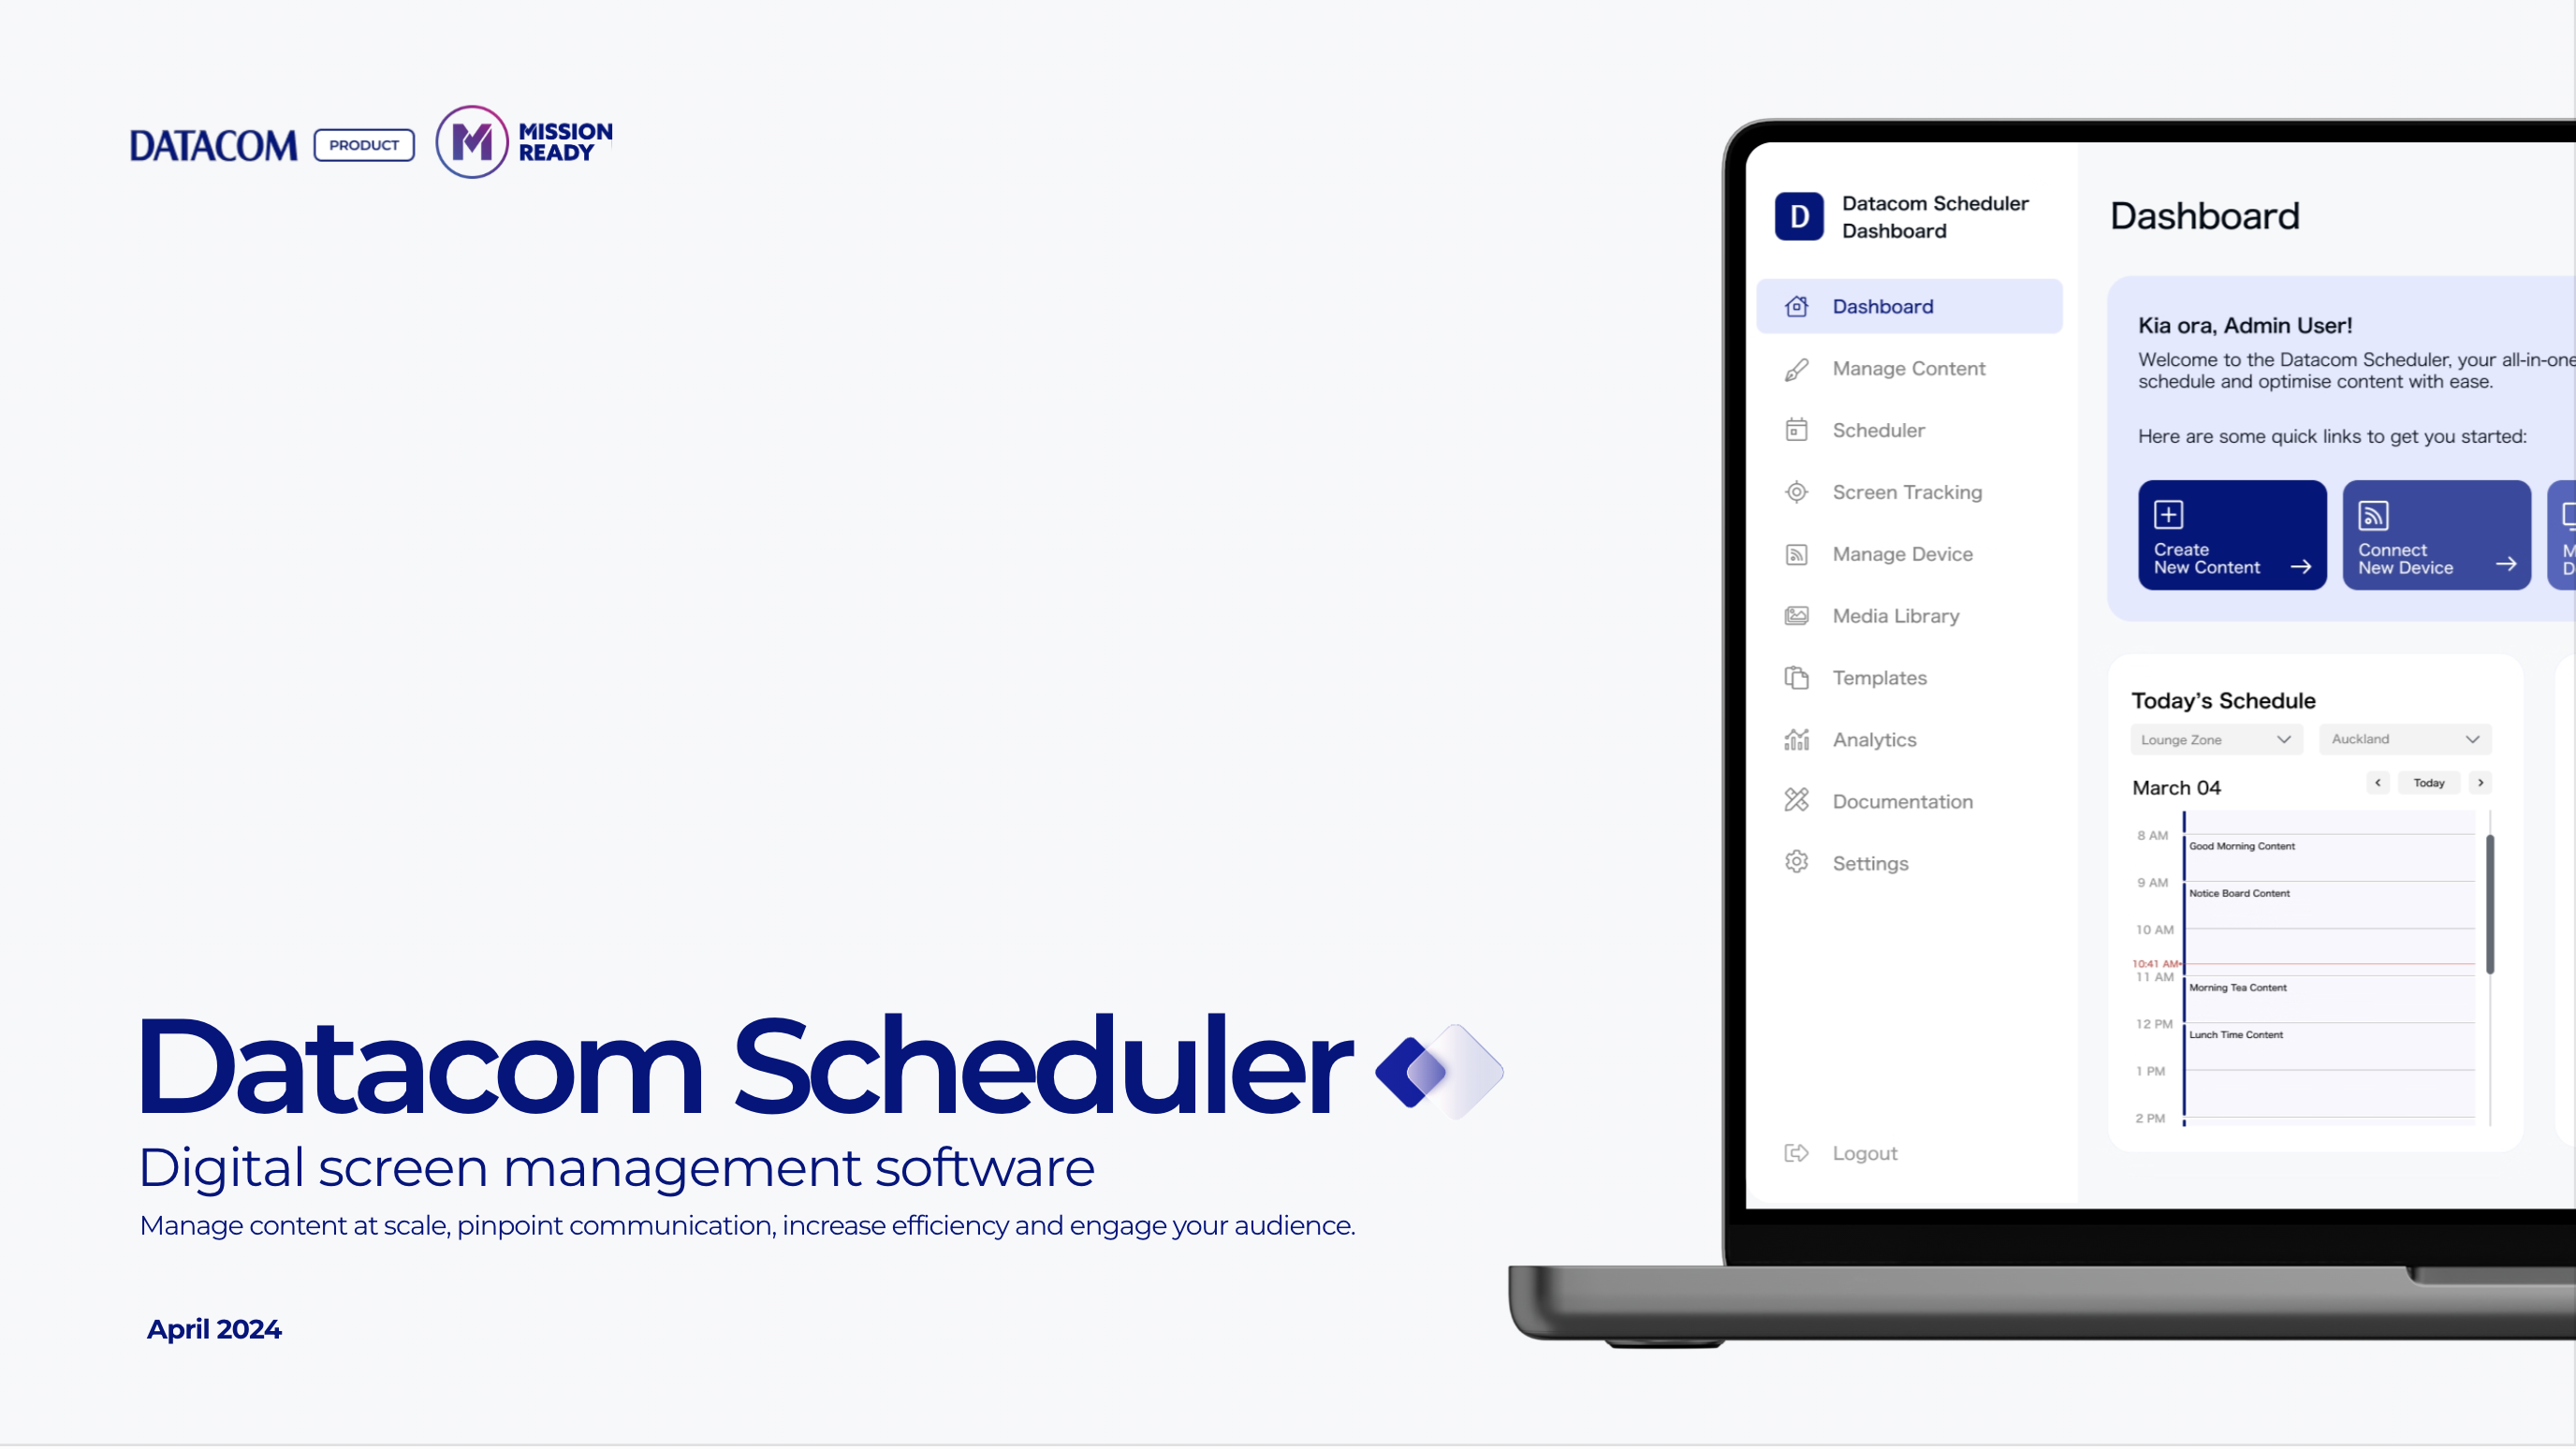 DATACOM PRODUCT MISSION
READY
Datacom Scheduler
Dashboard
Dashboard
Manage Content
Scheduler
Screen Tracking
Manage Device
Media Library
Templates
Analytics
Documentation
Settings
Logout
Dashboard
Kia ora, Admin User!
Welcome to the Datacom Scheduler, your all-in-one
schedule and optimise content with ease.
Here are some quick links to get you started:
Create
New Content
Connect
New Device
Today's Schedule
Lounge Zone
Auckland
March 04
Today
8 AM
Good Morning Content
9 AM
Notice Board Content
10 AM
10:41 AM
11 AM
Morning Tea Content
12 PM
Lunch Time Content
1 PM
2 PM
Datacom Scheduler
Digital screen management software
Manage content at scale, pinpoint communication, increase efficiency and engage your audience.
April 2024